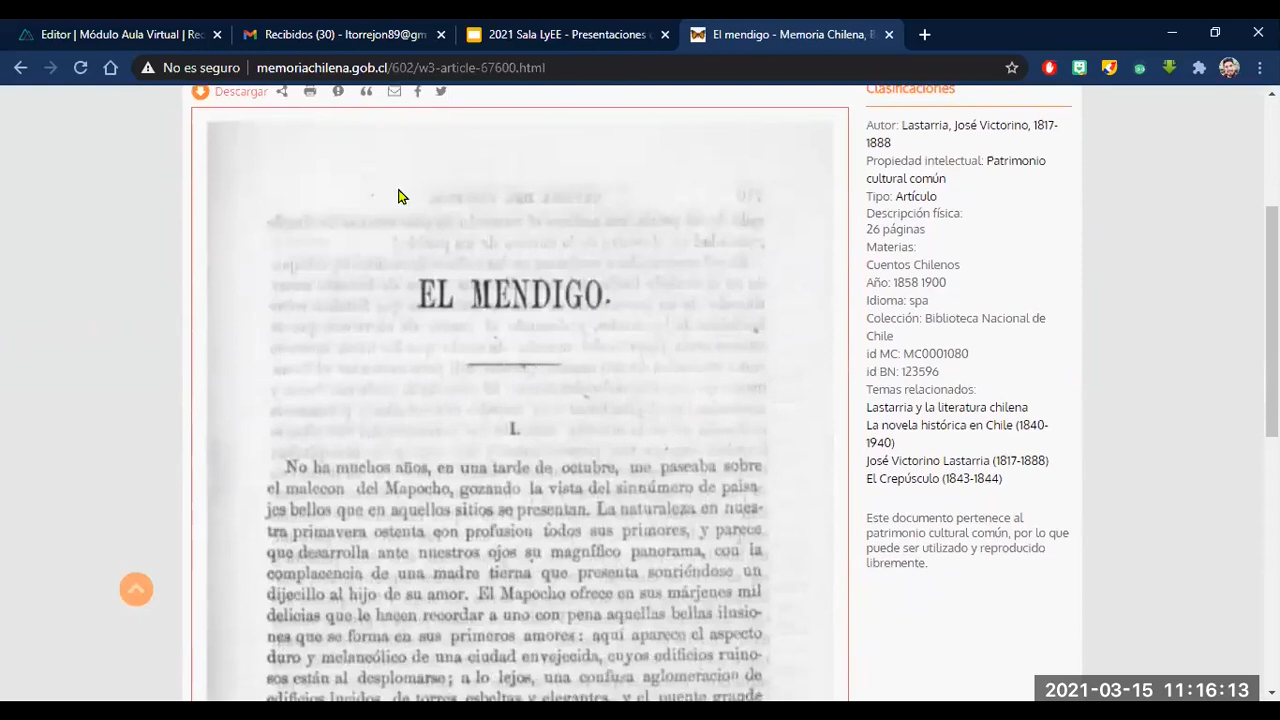 Editor | Módulo Aula Virtual | Rec
Recibidos (30) - ltorrejon89@gm
2021 Sala LyEE - Presentaciones d
El mendigo - Memoria Chilena, B
No es seguro
memoriachilena.gob.cl/602/w3-article-67600.html
Descargar
EL MENDIGO.
I.
No ha muchos años, en una tarde de octubre, me paseaba sobre
el malecon del Mapocho, gozando la vista del sinnúmero de paisa-
jes bellos que en aquellos sitios se presentan. La naturaleza en nues-
tra primavera ostenta con profusion todos sus primores, y parece
que desarrolla ante nuestros ojos su magnífico panorama, con la
complacencia de una madre tierna que presenta sonriéndose un
dijecillo al hijo de su amor. El Mapocho ofrece en sus márjenes mil
delicias que le hacen recordar a uno con pena aquellas bellas ilusio-
nes que se forma en sus primeros amores: aquí aparece el aspecto
duro y melancólico de una ciudad envejecida, cuyos edificios ruino-
sos están al desplomarse; a lo lejos, una confusa aglomeracion de
edificios lucidos, de torres esbeltas y elegantes, y el puente grande
Clasificaciones
Autor: Lastarria, José Victorino, 1817-
1888
Propiedad intelectual: Patrimonio
cultural común
Tipo: Artículo
Descripción física:
26 páginas
Materias:
Cuentos Chilenos
Año: 1858 1900
Idioma: spa
Colección: Biblioteca Nacional de
Chile
id MC: MC0001080
id BN: 123596
Temas relacionados:
Lastarria y la literatura chilena
La novela histórica en Chile (1840-
1940)
José Victorino Lastarria (1817-1888)
El Crepúsculo (1843-1844)
Este documento pertenece al
patrimonio cultural común, por lo que
puede ser utilizado y reproducido
libremente.
2021-03-15 11:16:13